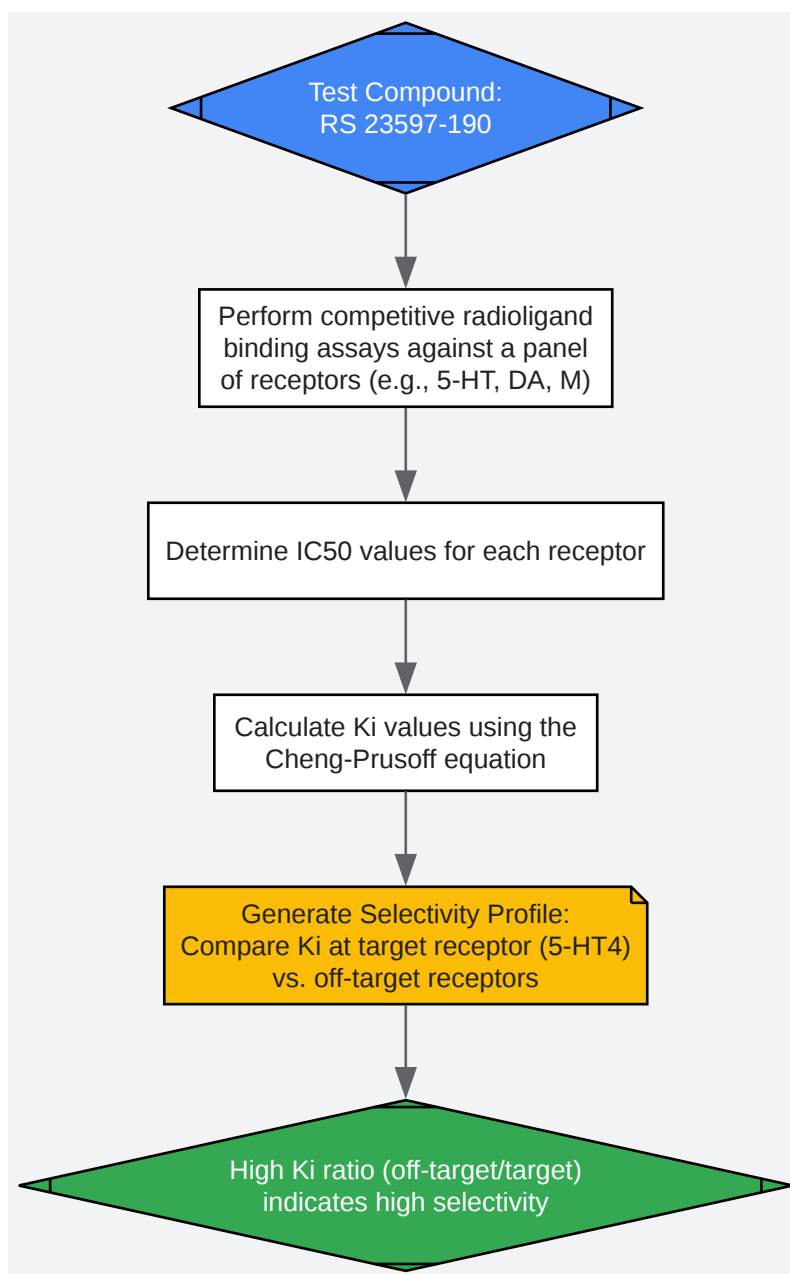 Test Compound:
RS 23597-190
Perform competitive radioligand
binding assays against a panel
of receptors (e.g., 5-HT, DA, M)
Determine IC50 values for each receptor
Calculate Ki values using the
Cheng-Prusoff equation
Generate Selectivity Profile:
Compare Ki at target receptor (5-HT4)
vs. off-target receptors
High Ki ratio (off-target/target)
indicates high selectivity